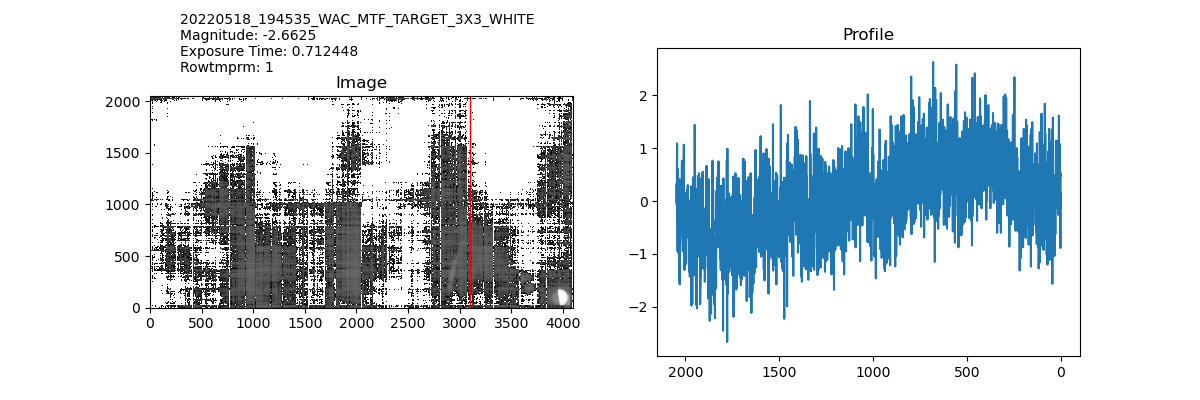 20220518_194535_WAC_MTF_TARGET_3X3_WHITE
Magnitude: -2.6625
Exposure Time: 0.712448
Rowtmprm: 1
Image
Profile
2000
1500
1000
500
0
0 500 1000 1500 2000 2500 3000 3500 4000
2
1
0
−1
−2
2000 1500 1000 500 0